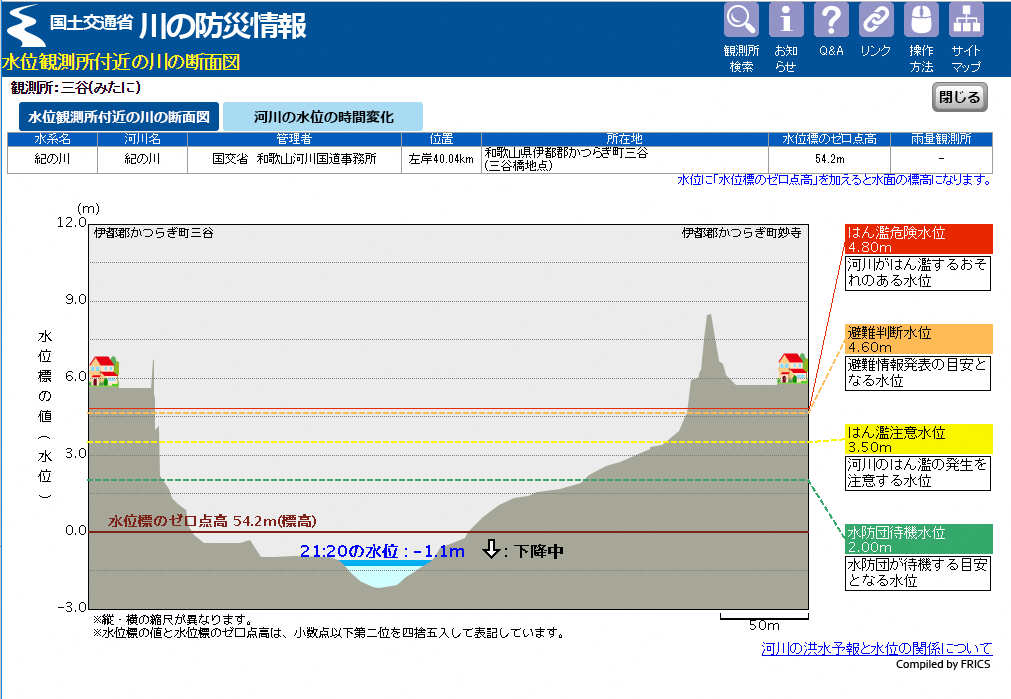 国土交通省 川の防災情報
水位観測所付近の川の断面図
観測所検索
お知らせ
Q&A
リンク
操作方法
サイトマップ
観測所:三谷(みたに)
閉じる
水位観測所付近の川の断面図
河川の水位の時間変化
水系名 河川名 管理者 位置 所在地 水位標のゼロ点高 雨量観測所
紀の川 紀の川 国交省 和歌山河川国道事務所 左岸40.04km 和歌山県伊都郡かつらぎ町三谷 54.2m -
(三谷橋地点)
水位に「水位標のゼロ点高」を加えると水面の標高になります。
(m)
12.0
伊都郡かつらぎ町三谷 伊都郡かつらぎ町妙寺
9.0
6.0
3.0
0.0
-3.0
水位標の値(水位)
水位標のゼロ点高 54.2m(標高)
21:20の水位:-1.1m
:下降中
はん濫危険水位
4.80m
河川がはん濫するおそ
れのある水位
避難判断水位
4.60m
避難情報発表の目安と
なる水位
はん濫注意水位
3.50m
河川のはん濫の発生を
注意する水位
水防団待機水位
2.00m
水防団が待機する目安
となる水位
※縦・横の縮尺が異なります。
※水位標の値と水位標のゼロ点高は、小数点以下第二位を四捨五入して表記しています。
50m
河川の洪水予報と水位の関係について
Compiled by FRICS